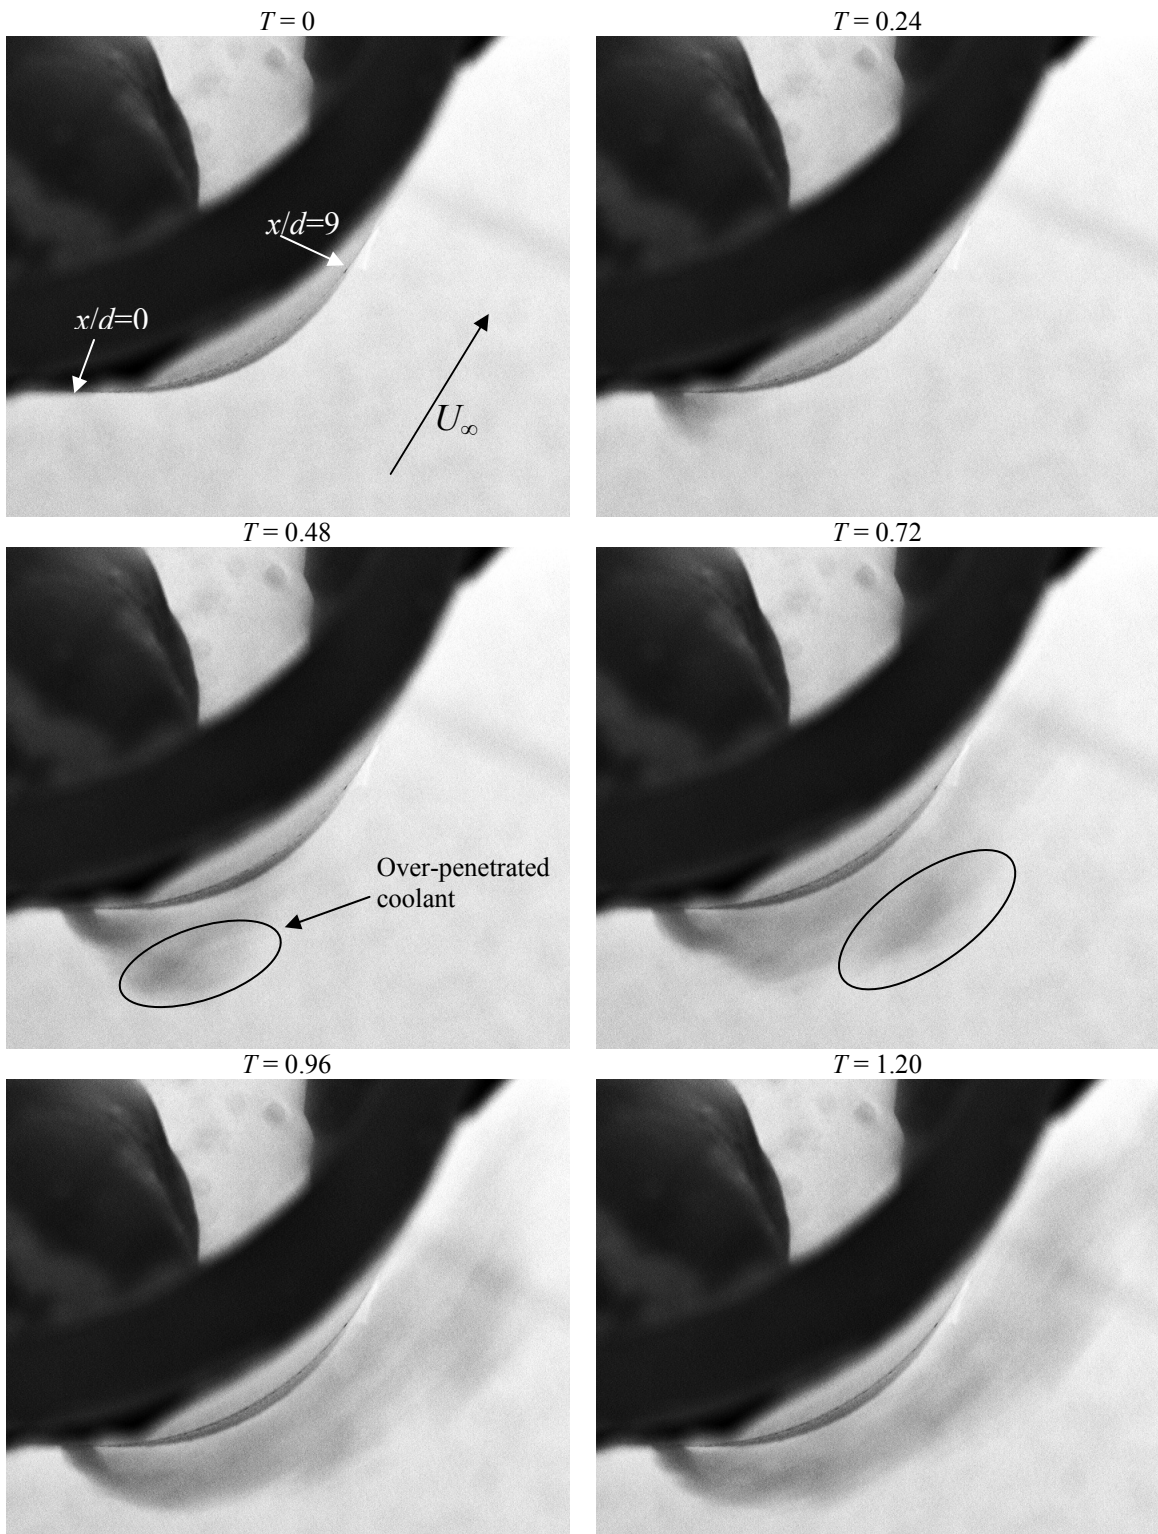 T = 0
T = 0.24
x/d=9
x/d=0
U∞
T = 0.48
T = 0.72
Over-penetrated
coolant
T = 0.96
T = 1.20